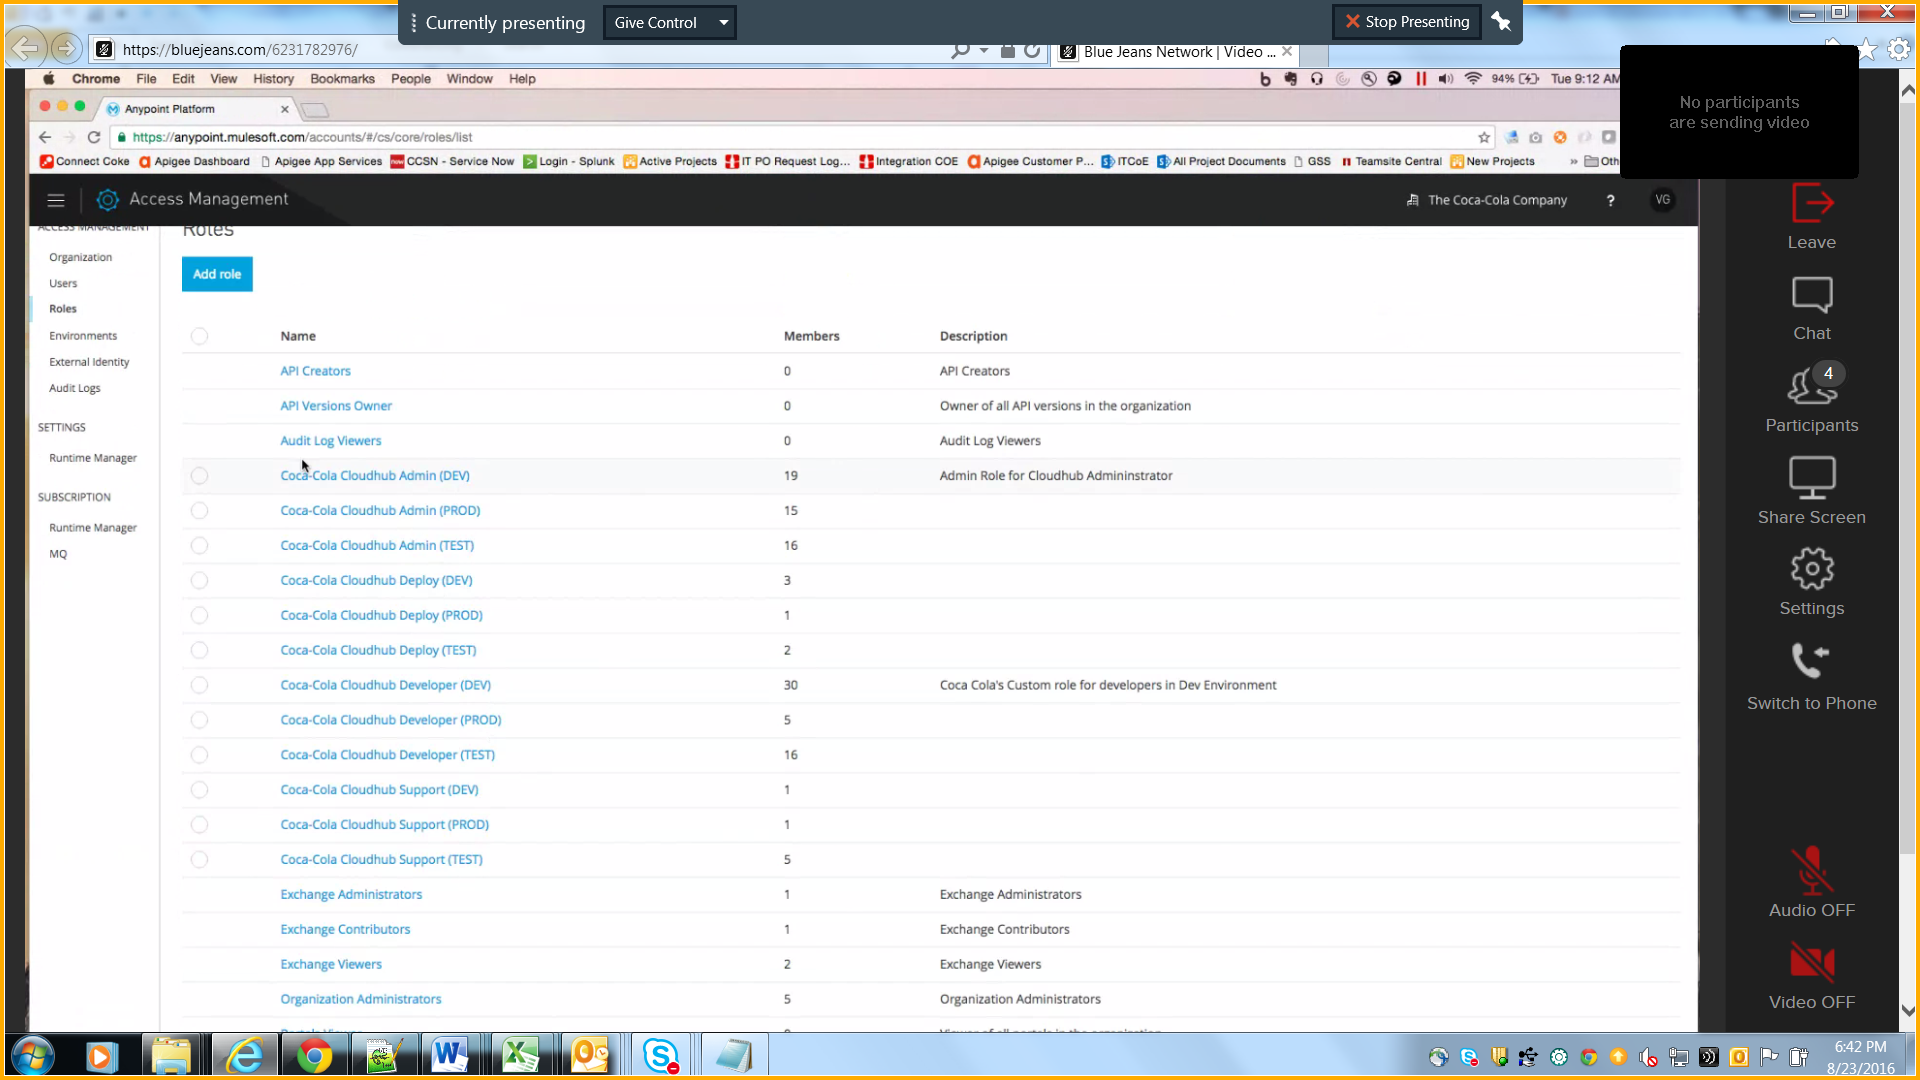 Currently presenting
Give Control
Stop Presenting
https://bluejeans.com/6231782976/
Blue Jeans Network | Video ...
Chrome File Edit View History Bookmarks People Window Help
94% Tue 9:12 AM
No participants
are sending video
Anypoint Platform
https://anypoint.mulesoft.com/accounts/#/cs/core/roles/list
Connect Coke Apigee Dashboard Apigee App Services CCSN - Service Now Login - Splunk Active Projects IT PO Request Log... Integration COE Apigee Customer P... ITCoE All Project Documents GSS Teamsite Central New Projects » Oth
Access Management
The Coca-Cola Company ? VG
ACCESS MANAGEMENT
Organization
Users
Roles
Environments
External Identity
Audit Logs
SETTINGS
Runtime Manager
SUBSCRIPTION
Runtime Manager
MQ
Roles
Add role
Name Members Description
API Creators 0 API Creators
API Versions Owner 0 Owner of all API versions in the organization
Audit Log Viewers 0 Audit Log Viewers
Coca-Cola Cloudhub Admin (DEV) 19 Admin Role for Cloudhub Admininstrator
Coca-Cola Cloudhub Admin (PROD) 15
Coca-Cola Cloudhub Admin (TEST) 16
Coca-Cola Cloudhub Deploy (DEV) 3
Coca-Cola Cloudhub Deploy (PROD) 1
Coca-Cola Cloudhub Deploy (TEST) 2
Coca-Cola Cloudhub Developer (DEV) 30 Coca Cola's Custom role for developers in Dev Environment
Coca-Cola Cloudhub Developer (PROD) 5
Coca-Cola Cloudhub Developer (TEST) 16
Coca-Cola Cloudhub Support (DEV) 1
Coca-Cola Cloudhub Support (PROD) 1
Coca-Cola Cloudhub Support (TEST) 5
Exchange Administrators 1 Exchange Administrators
Exchange Contributors 1 Exchange Contributors
Exchange Viewers 2 Exchange Viewers
Organization Administrators 5 Organization Administrators
Leave
Chat
4
Participants
Share Screen
Settings
Switch to Phone
Audio OFF
Video OFF
6:42 PM
8/23/2016